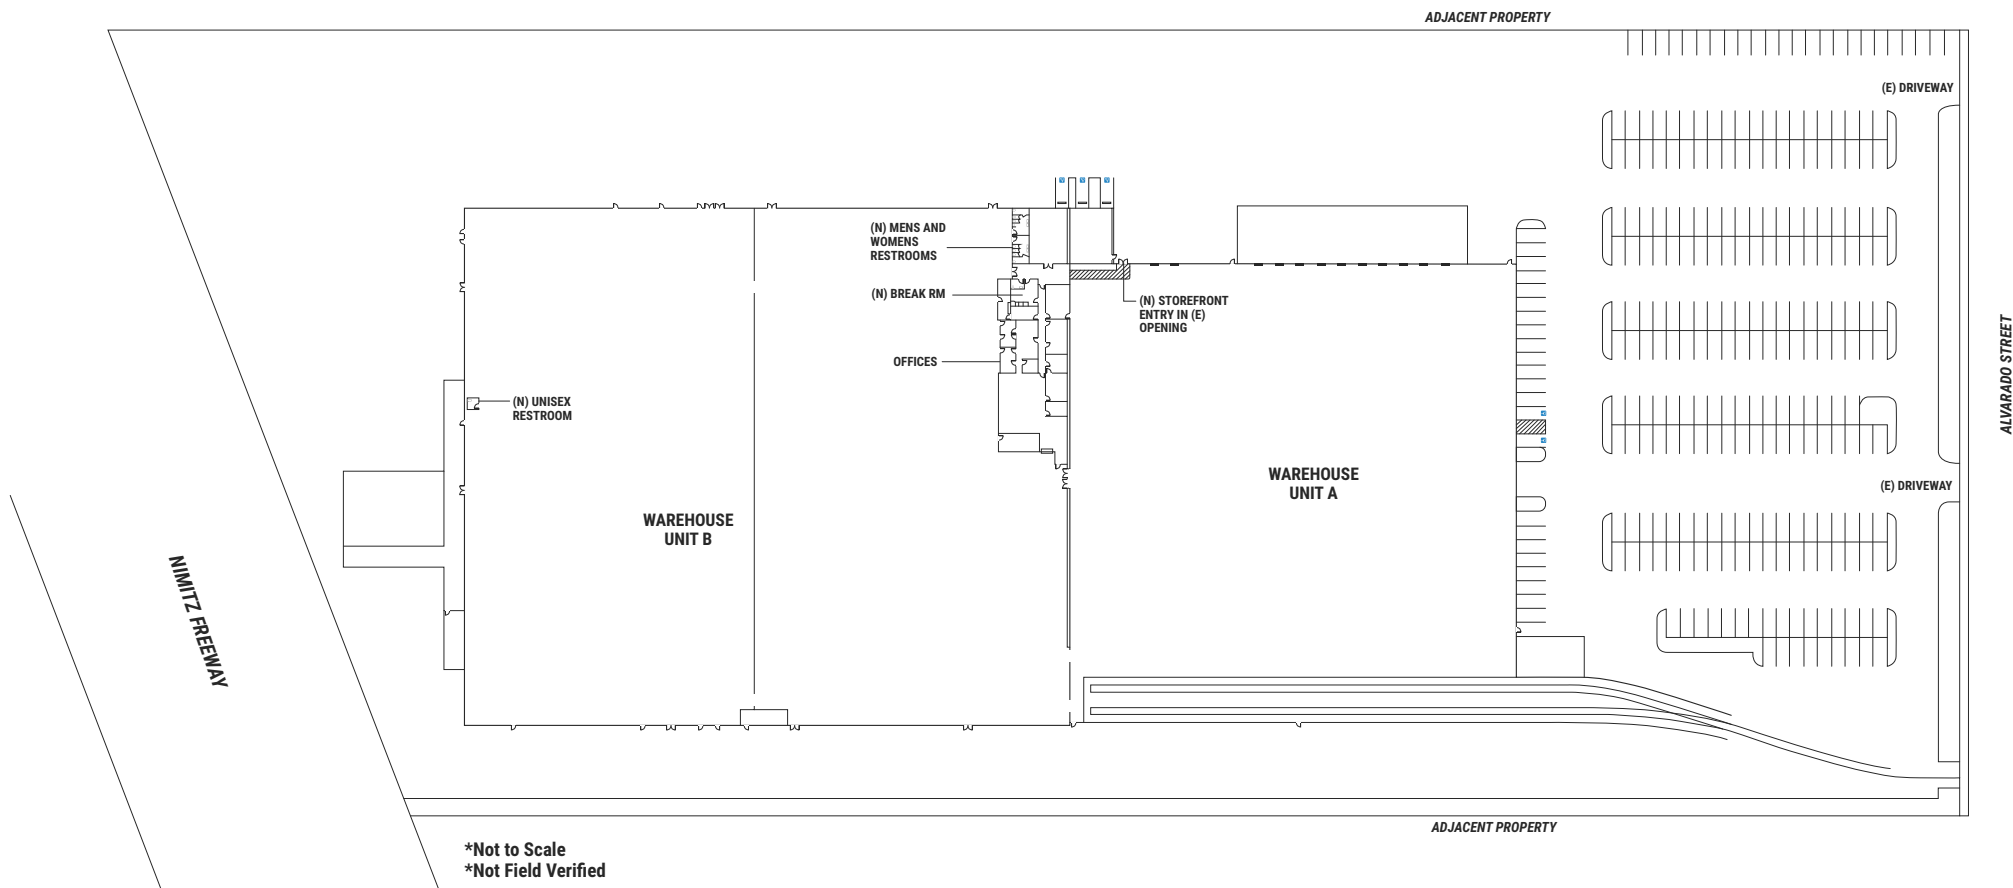 ADJACENT PROPERTY
(E) DRIVEWAY
(N) MENS AND
WOMENS
RESTROOMS
(N) BREAK RM
(N) STOREFRONT
ENTRY IN (E)
OPENING
OFFICES
ALVARADO STREET
(N) UNISEX
RESTROOM
WAREHOUSE
UNIT A
(E) DRIVEWAY
WAREHOUSE
UNIT B
NIMITZ FREEWAY
ADJACENT PROPERTY
*Not to Scale
*Not Field Verified